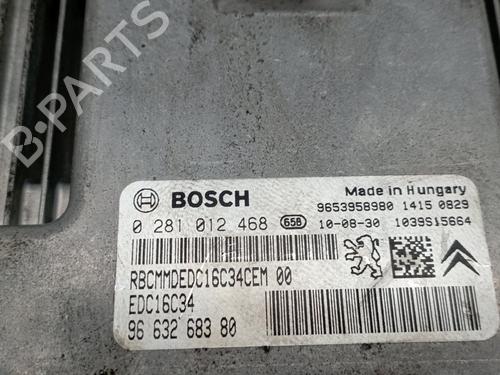 B-PARTS
BOSCH
Made in Hungary
9653958980 1415 0829
0 281 012 468 658 10-08-30 1039S15664
RBCMMDEDC16C34CEM 00
EDC16C34
96 632 683 80